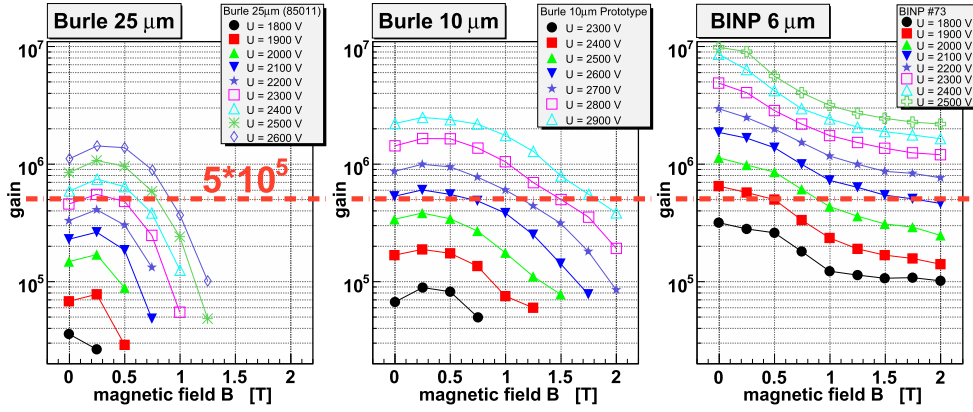 Burle 25 μm
Burle 25μm (85011)
U = 1800 V
U = 1900 V
U = 2000 V
U = 2100 V
U = 2200 V
U = 2300 V
U = 2400 V
U = 2500 V
U = 2600 V
10^7
10^6
10^5
gain
5*10^5
0 0.5 1 1.5 2
magnetic field B [T]
Burle 10 μm
Burle 10μm Prototype
U = 2300 V
U = 2400 V
U = 2500 V
U = 2600 V
U = 2700 V
U = 2800 V
U = 2900 V
10^7
10^6
10^5
gain
0 0.5 1 1.5 2
magnetic field B [T]
BINP 6 μm
BINP #73
U = 1800 V
U = 1900 V
U = 2000 V
U = 2100 V
U = 2200 V
U = 2300 V
U = 2400 V
U = 2500 V
10^7
10^6
10^5
gain
0 0.5 1 1.5 2
magnetic field B [T]